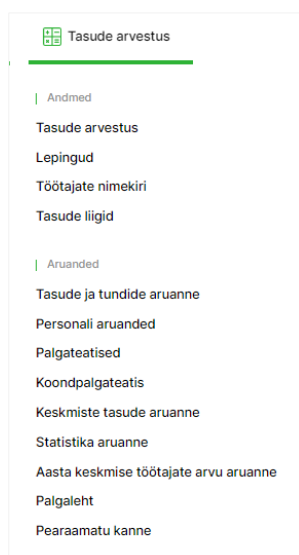 Tasude arvestus
Andmed
Tasude arvestus
Lepingud
Töötajate nimekiri
Tasude liigid
Aruanded
Tasude ja tundide aruanne
Personali aruanded
Palgateatised
Koondpalgateatis
Keskmiste tasude aruanne
Statistika aruanne
Aasta keskmise töötajate arvu aruanne
Palgaleht
Pearaamatu kanne